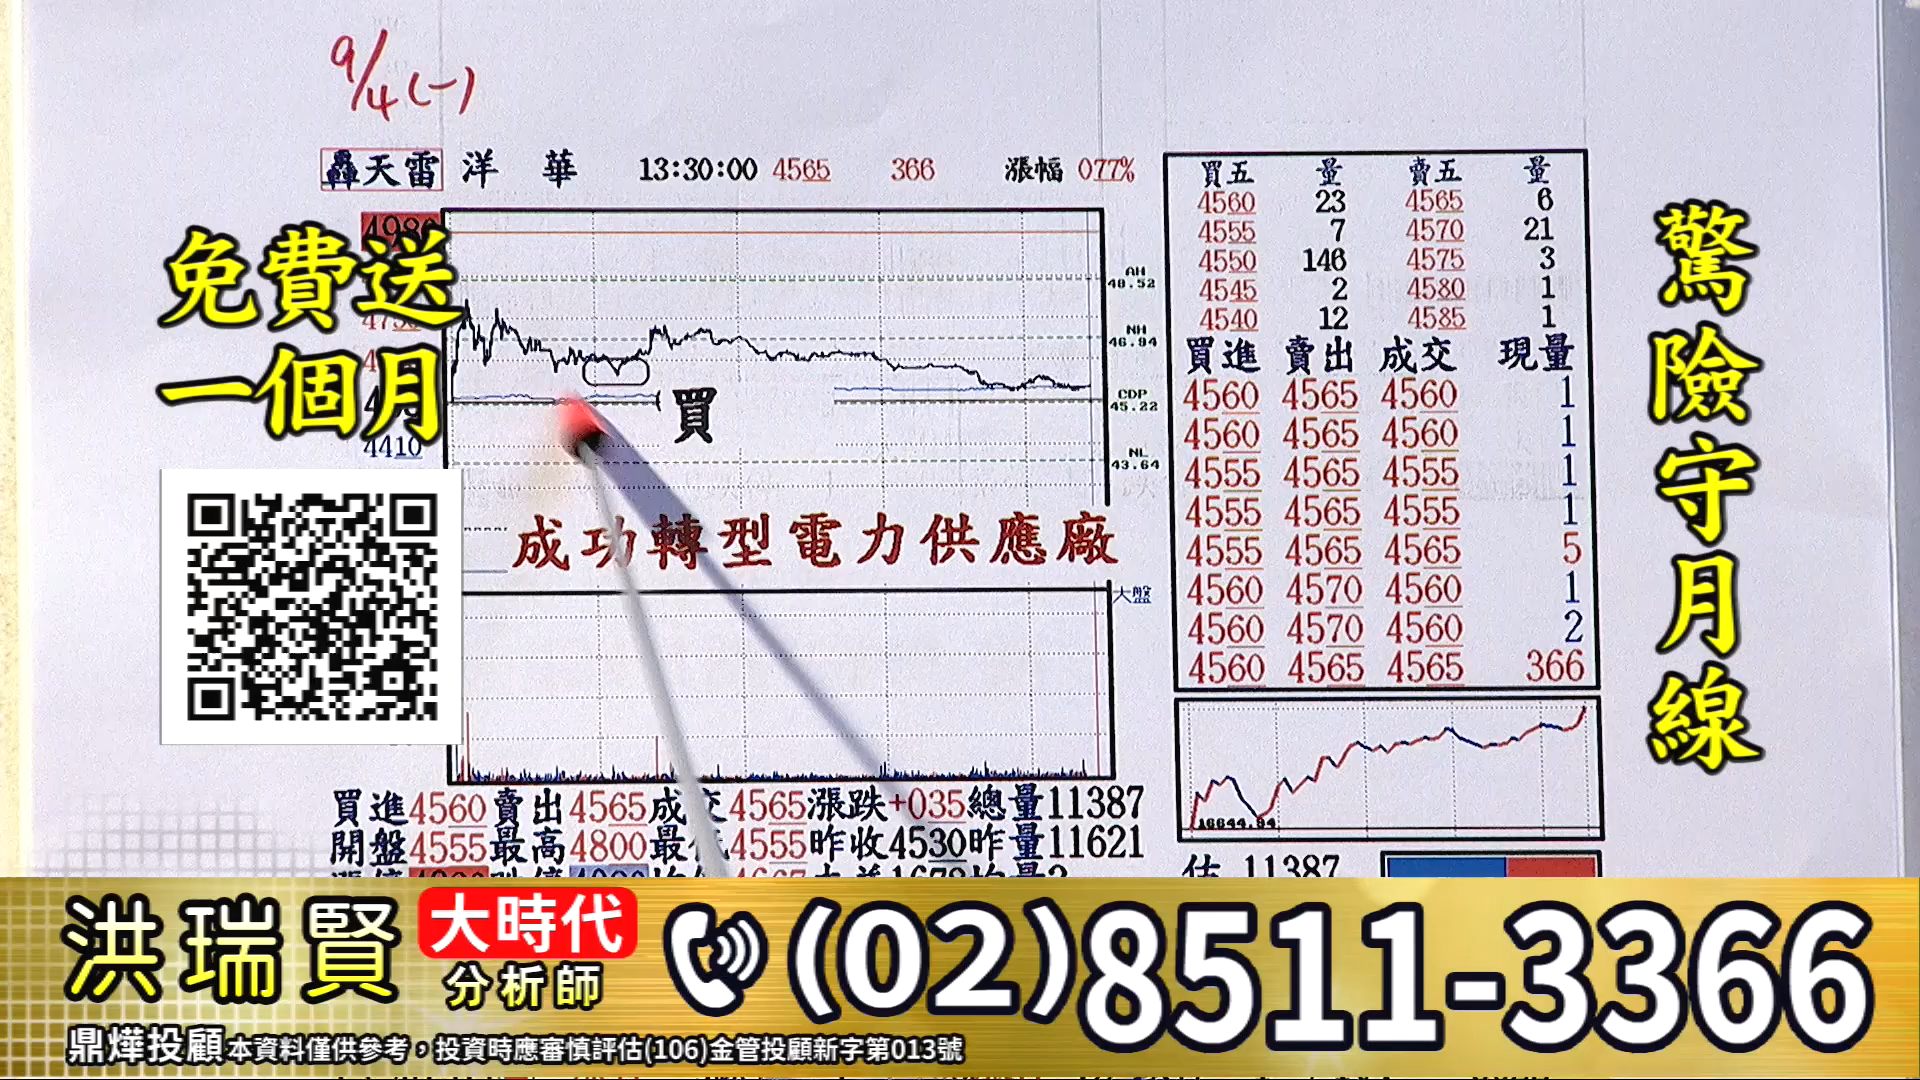 9/4(一)
轟天雷 洋 華 13:30:00 4565 366 漲幅 077%
4980
免費送
一個月
4410
驚險守月線
AH
48.52
NH
46.94
CDP
45.22
NL
43.64
買
成功轉型電力供應廠
大盤
買五 量 賣五 量
4560 23 4565 6
4555 7 4570 21
4550 146 4575 3
4545 2 4580 1
4540 12 4585 1
買進 賣出 成交 現量
4560 4565 4560 1
4560 4565 4560 1
4555 4565 4555 1
4555 4565 4555 1
4555 4565 4565 5
4560 4570 4560 1
4560 4570 4560 2
4560 4565 4565 366
16644.94
買進4560賣出4565成交4565漲跌+035總量11387
開盤4555最高4800最低4555昨收4530昨量11621
估 11387
洪瑞賢 大時代 分析師 (02)8511-3366
鼎燁投顧 本資料僅供參考，投資時應審慎評估(106)金管投顧新字第013號